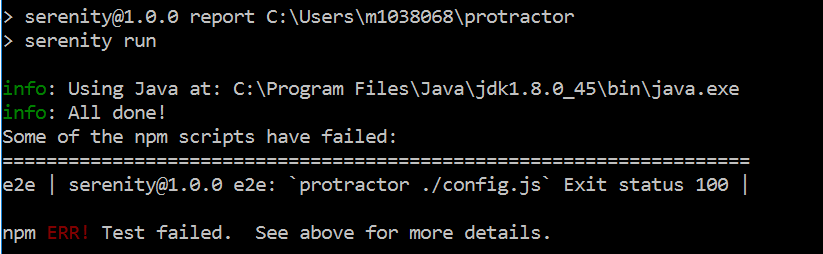 > serenity@1.0.0 report C:\Users\m1038068\protractor
> serenity run
info: Using Java at: C:\Program Files\Java\jdk1.8.0_45\bin\java.exe
info: All done!
Some of the npm scripts have failed:
====================================================================
e2e | serenity@1.0.0 e2e: `protractor ./config.js` Exit status 100 |
npm ERR! Test failed.  See above for more details.